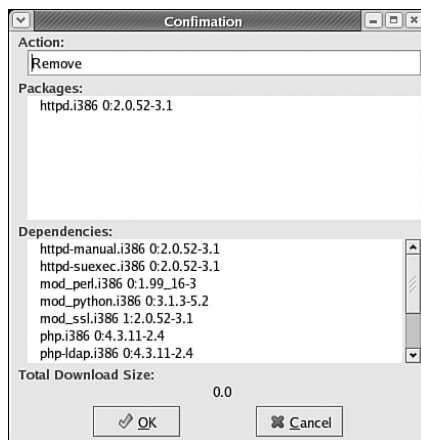 Confimation
Action:
Remove
Packages:
httpd.i386 0:2.0.52-3.1
Dependencies:
httpd-manual.i386 0:2.0.52-3.1
httpd-suexec.i386 0:2.0.52-3.1
mod_perl.i386 0:1.99_16-3
mod_python.i386 0:3.1.3-5.2
mod_ssl.i386 1:2.0.52-3.1
php.i386 0:4.3.11-2.4
php-ldap.i386 0:4.3.11-2.4
Total Download Size:
0.0
OK
Cancel